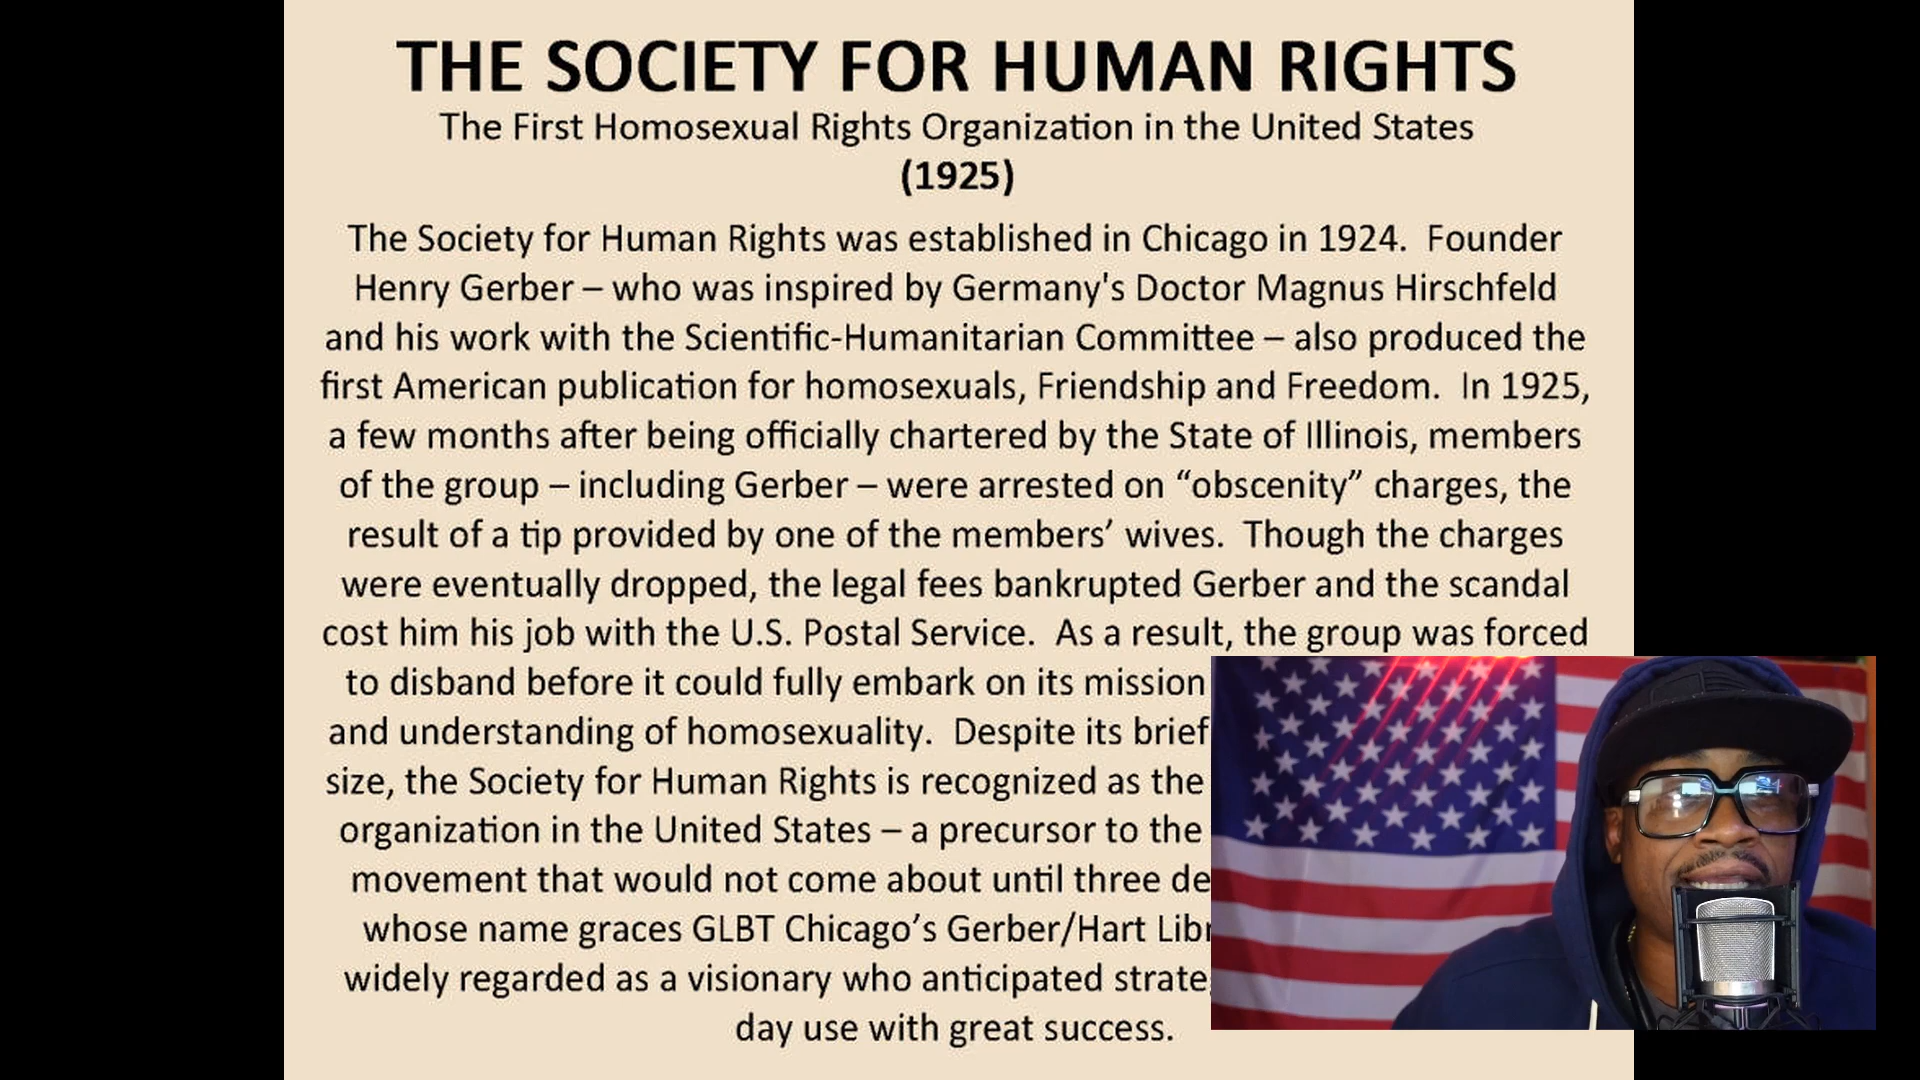 THE SOCIETY FOR HUMAN RIGHTS
The First Homosexual Rights Organization in the United States
(1925)
The Society for Human Rights was established in Chicago in 1924.  Founder
Henry Gerber – who was inspired by Germany's Doctor Magnus Hirschfeld
and his work with the Scientific-Humanitarian Committee – also produced the
first American publication for homosexuals, Friendship and Freedom.  In 1925,
a few months after being officially chartered by the State of Illinois, members
of the group – including Gerber – were arrested on “obscenity” charges, the
result of a tip provided by one of the members’ wives.  Though the charges
were eventually dropped, the legal fees bankrupted Gerber and the scandal
cost him his job with the U.S. Postal Service.  As a result, the group was forced
to disband before it could fully embark on its mission
and understanding of homosexuality.  Despite its brief
size, the Society for Human Rights is recognized as the
organization in the United States – a precursor to the
movement that would not come about until three
whose name graces GLBT Chicago’s Gerber/Hart
widely regarded as a visionary who anticipated
day use with great success.